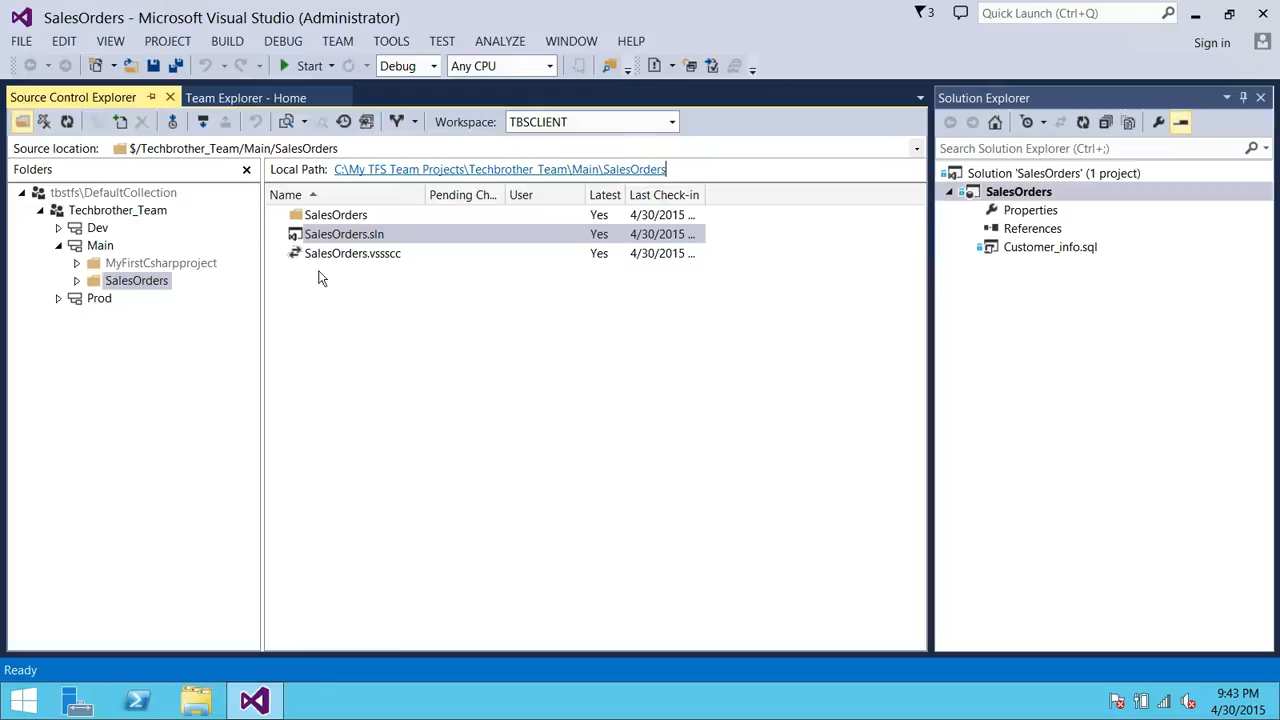 SalesOrders - Microsoft Visual Studio (Administrator)
3
Quick Launch (Ctrl+Q)
FILE EDIT VIEW PROJECT BUILD DEBUG TEAM TOOLS TEST ANALYZE WINDOW HELP
Sign in
Start Debug Any CPU
Source Control Explorer Team Explorer - Home
Workspace: TBSCLIENT
Source location: $/Techbrother_Team/Main/SalesOrders
Folders
Local Path: C:\My TFS Team Projects\Techbrother_Team\Main\SalesOrders
tbstfs\DefaultCollection
Techbrother_Team
Dev
Main
MyFirstCsharpproject
SalesOrders
Prod
Name Pending Ch... User Latest Last Check-in
SalesOrders Yes 4/30/2015 ...
SalesOrders.sln Yes 4/30/2015 ...
SalesOrders.vssscc Yes 4/30/2015 ...
Solution Explorer
Search Solution Explorer (Ctrl+;)
Solution 'SalesOrders' (1 project)
SalesOrders
Properties
References
Customer_info.sql
Ready
9:43 PM
4/30/2015